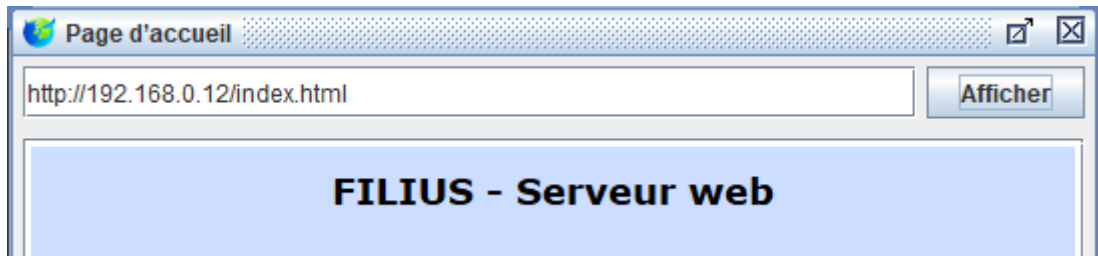 Page d'accueil
http://192.168.0.12/index.html
Afficher
FILIUS - Serveur web